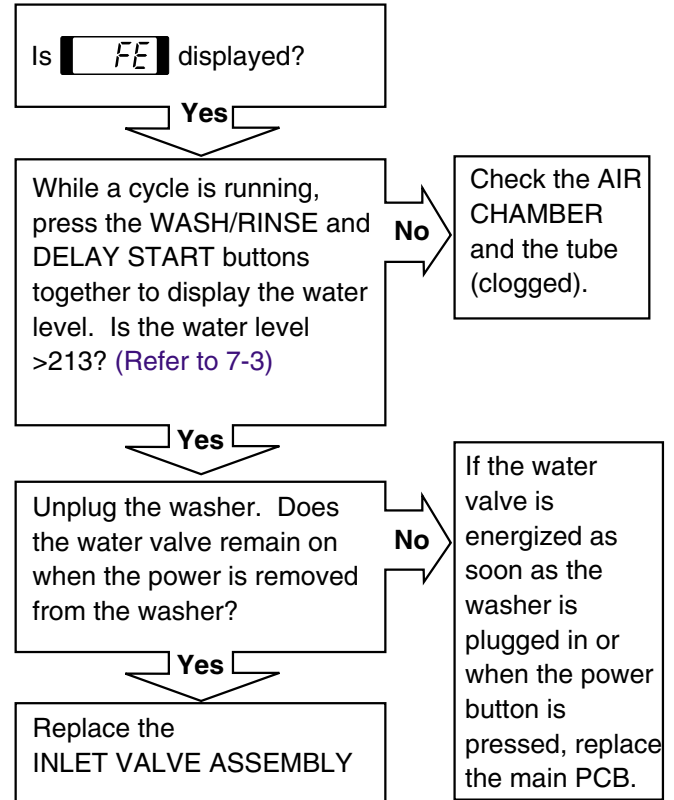 Is FE displayed?
Yes
While a cycle is running,
press the WASH/RINSE and
DELAY START buttons
together to display the water
level. Is the water level
>213? (Refer to 7-3)
No
Check the AIR
CHAMBER
and the tube
(clogged).
Yes
Unplug the washer. Does
the water valve remain on
when the power is removed
from the washer?
No
If the water
valve is
energized as
soon as the
washer is
plugged in or
when the power
button is
pressed, replace
the main PCB.
Yes
Replace the
INLET VALVE ASSEMBLY